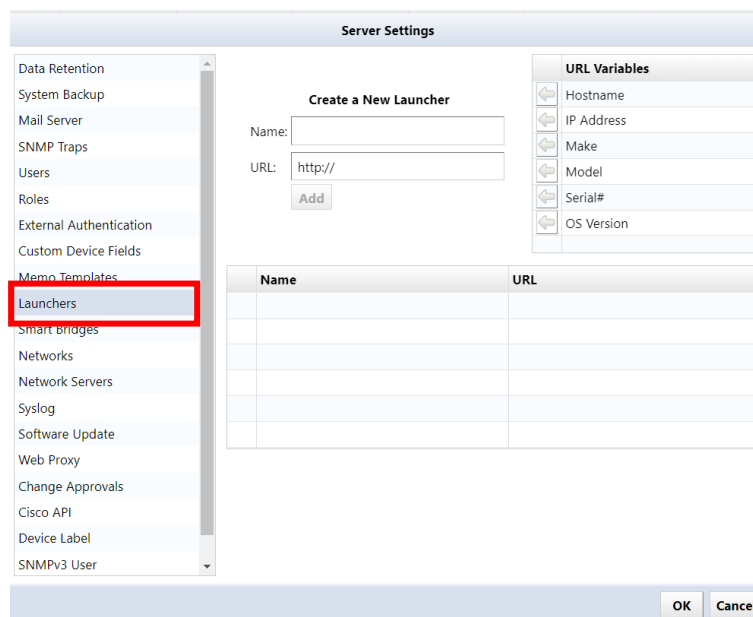 Server Settings
Data Retention
System Backup
Mail Server
SNMP Traps
Users
Roles
External Authentication
Custom Device Fields
Memo Templates
Launchers
Smart Bridges
Networks
Network Servers
Syslog
Software Update
Web Proxy
Change Approvals
Cisco API
Device Label
SNMPv3 User
Create a New Launcher
Name:
URL: http://
Add
URL Variables
Hostname
IP Address
Make
Model
Serial#
OS Version
Name URL
OK Cance